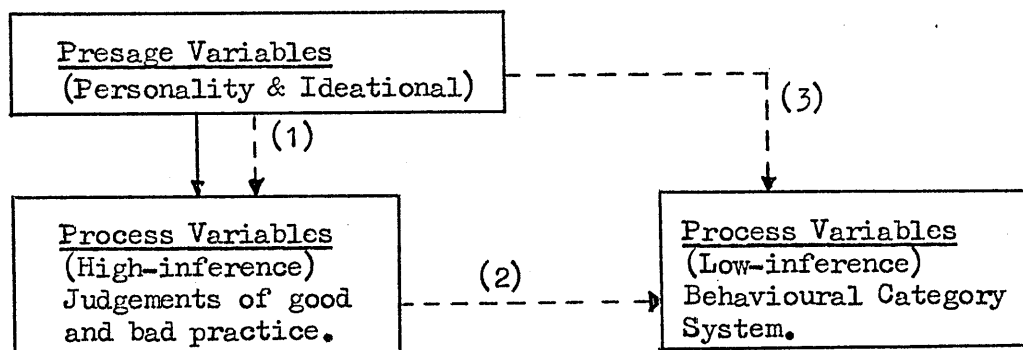 Presage Variables
(Personality & Ideational)
(1)
(3)
Process Variables
(High-inference)
Judgements of good
and bad practice.
(2)
Process Variables
(Low-inference)
Behavioural Category
System.